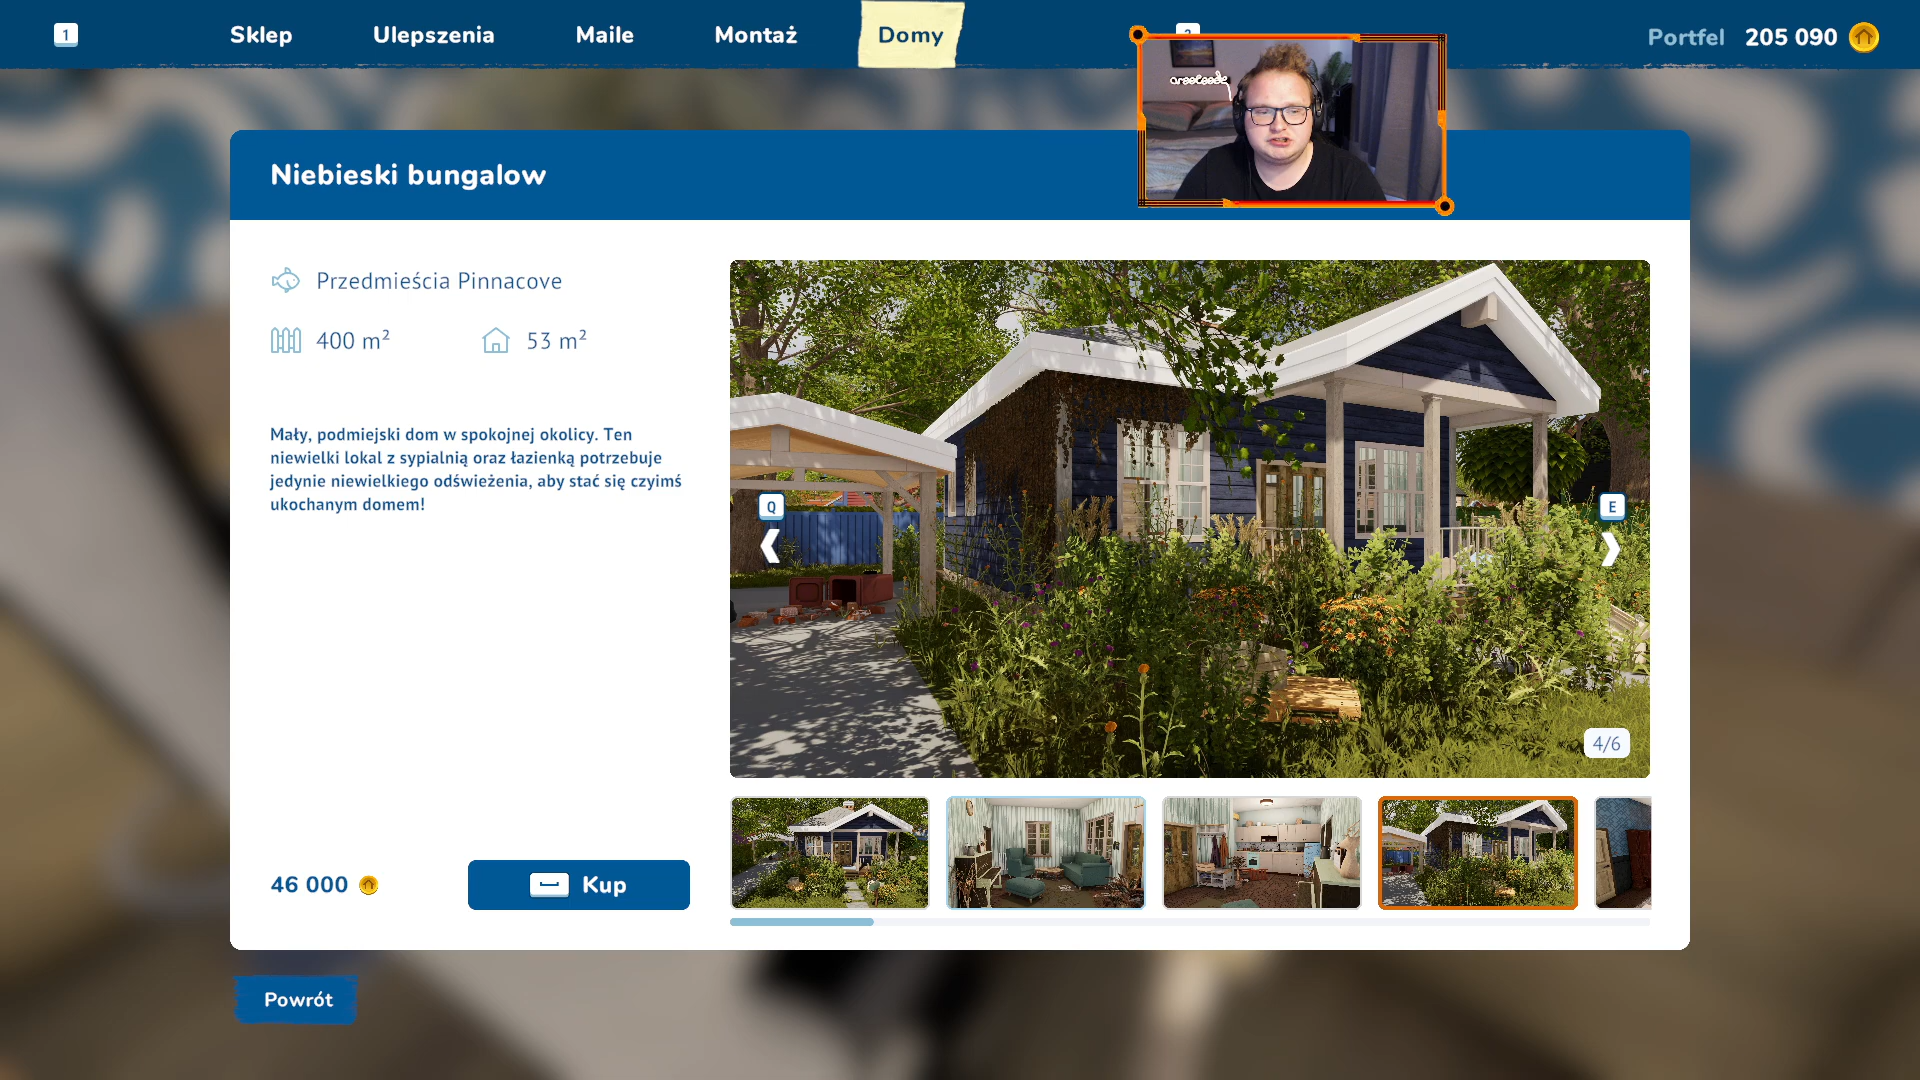 1
Sklep
Ulepszenia
Maile
Montaż
Domy
Portfel
205 090
Niebieski bungalow
Przedmieścia Pinnacove
400 m²
53 m²
Mały, podmiejski dom w spokojnej okolicy. Ten
niewielki lokal z sypialnią oraz łazienką potrzebuje
jedynie niewielkiego odświeżenia, aby stać się czyimś
ukochanym domem!
Q
E
4/6
46 000
Kup
Powrót